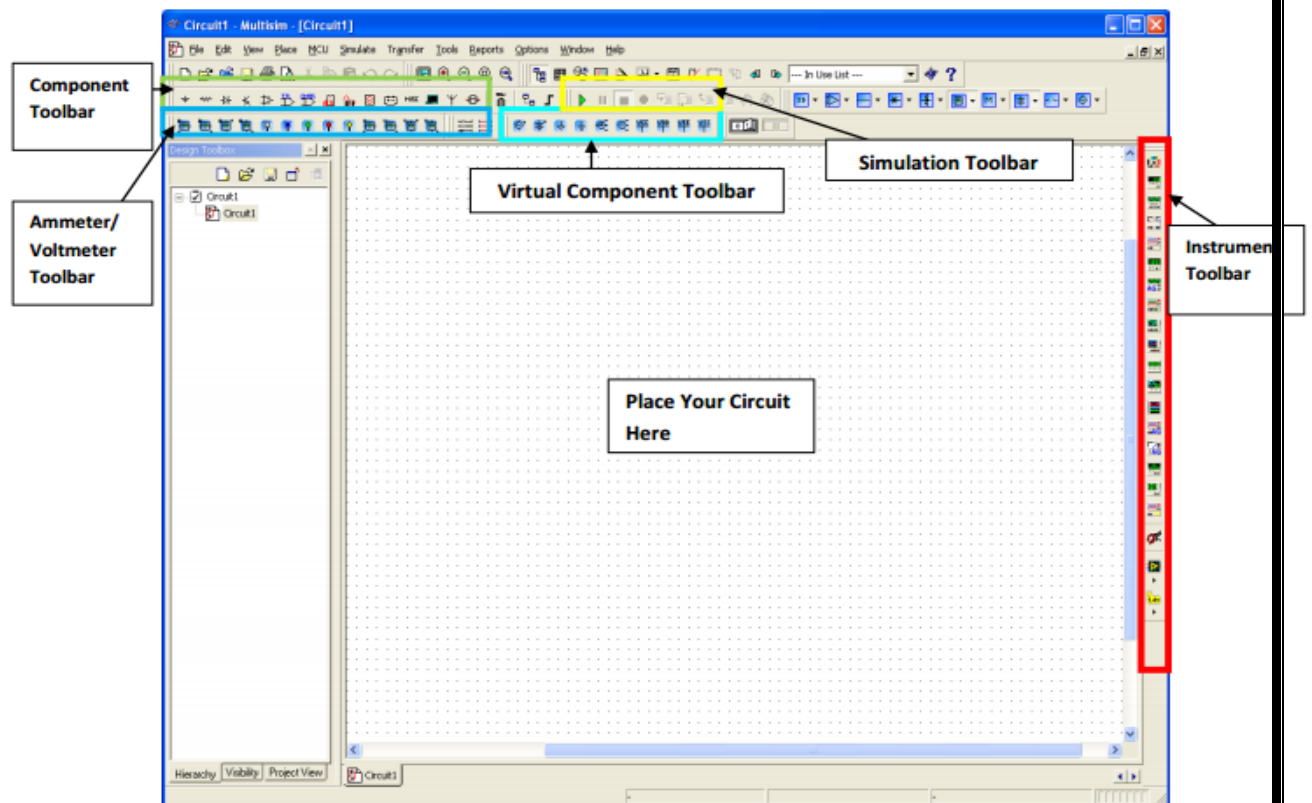 Circuit1 - Multisim - [Circuit1]
File Edit View Place MCU Simulate Transfer Tools Reports Options Window Help
--- In Use List ---
Component
Toolbar
Simulation Toolbar
Virtual Component Toolbar
Design Toolbox
Circuit1
Circuit1
Ammeter/
Voltmeter
Toolbar
Instrumen
Toolbar
Place Your Circuit
Here
Hierarchy Visibility Project View
Circuit1